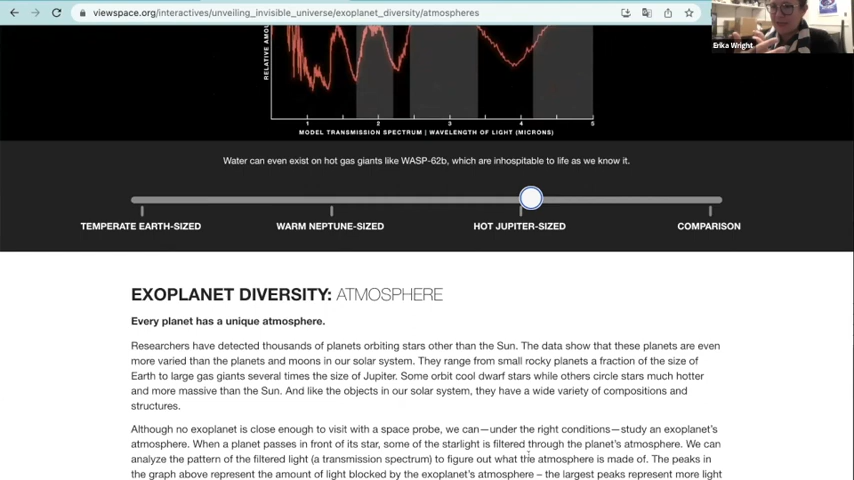 viewspace.org/interactives/unveiling_invisible_universe/exoplanet_diversity/atmospheres
Erika Wright
RELATIVE AMO
1 2 3 4 5
MODEL TRANSMISSION SPECTRUM | WAVELENGTH OF LIGHT (MICRONS)
Water can even exist on hot gas giants like WASP-62b, which are inhospitable to life as we know it.
TEMPERATE EARTH-SIZED WARM NEPTUNE-SIZED HOT JUPITER-SIZED COMPARISON
EXOPLANET DIVERSITY: ATMOSPHERE
Every planet has a unique atmosphere.
Researchers have detected thousands of planets orbiting stars other than the Sun. The data show that these planets are even
more varied than the planets and moons in our solar system. They range from small rocky planets a fraction of the size of
Earth to large gas giants several times the size of Jupiter. Some orbit cool dwarf stars while others circle stars much hotter
and more massive than the Sun. And like the objects in our solar system, they have a wide variety of compositions and
structures.
Although no exoplanet is close enough to visit with a space probe, we can—under the right conditions—study an exoplanet's
atmosphere. When a planet passes in front of its star, some of the starlight is filtered through the planet's atmosphere. We can
analyze the pattern of the filtered light (a transmission spectrum) to figure out what the atmosphere is made of. The peaks in
the graph above represent the amount of light blocked by the exoplanet's atmosphere – the largest peaks represent more light